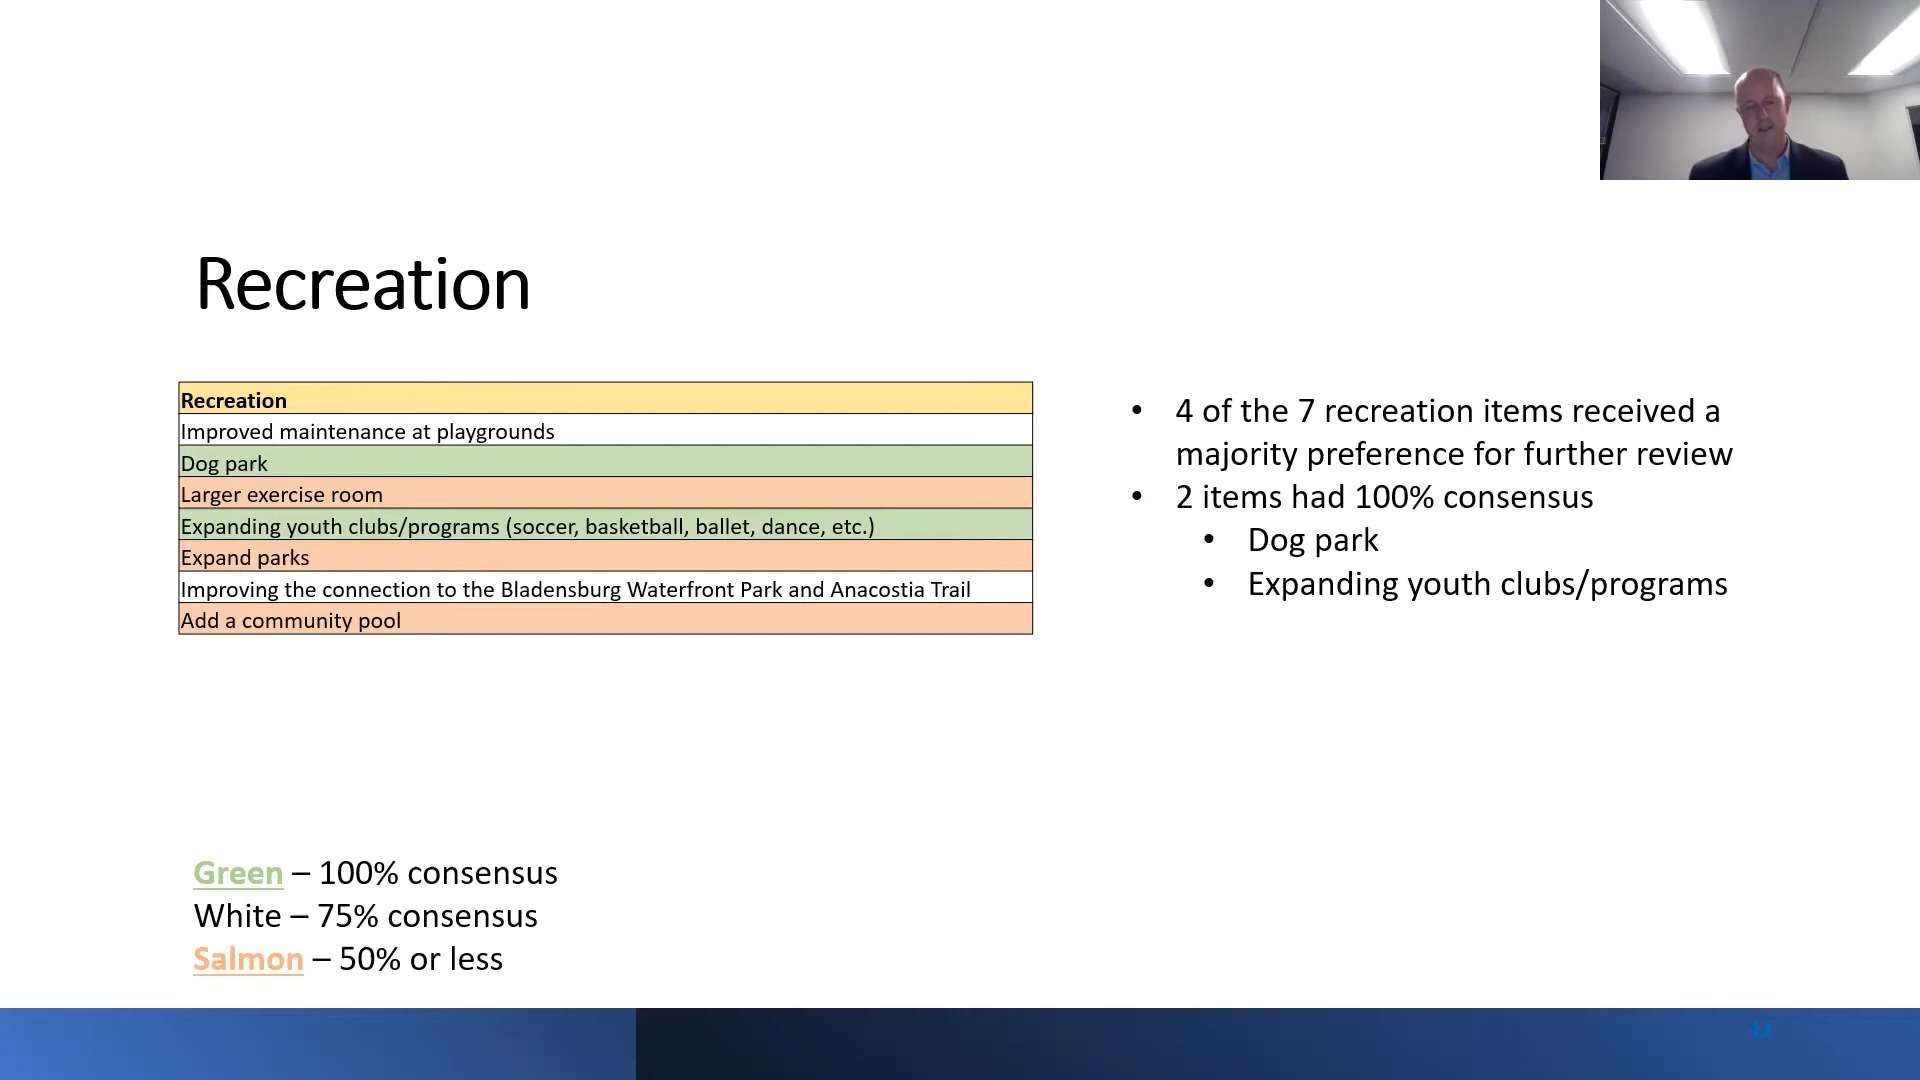 Recreation
Recreation
Improved maintenance at playgrounds
Dog park
Larger exercise room
Expanding youth clubs/programs (soccer, basketball, ballet, dance, etc.)
Expand parks
Improving the connection to the Bladensburg Waterfront Park and Anacostia Trail
Add a community pool
• 4 of the 7 recreation items received a
majority preference for further review
• 2 items had 100% consensus
• Dog park
• Expanding youth clubs/programs
Green – 100% consensus
White – 75% consensus
Salmon – 50% or less